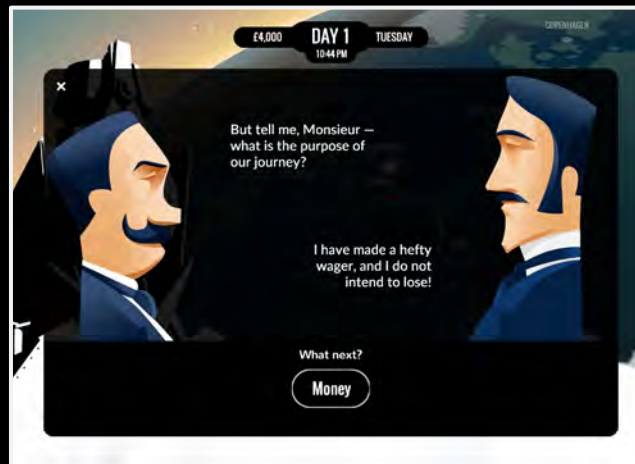 £4,000
DAY 1
TUESDAY
10:44 PM
COPENHAGEN
×
But tell me, Monsieur —
what is the purpose of
our journey?
I have made a hefty
wager, and I do not
intend to lose!
What next?
Money